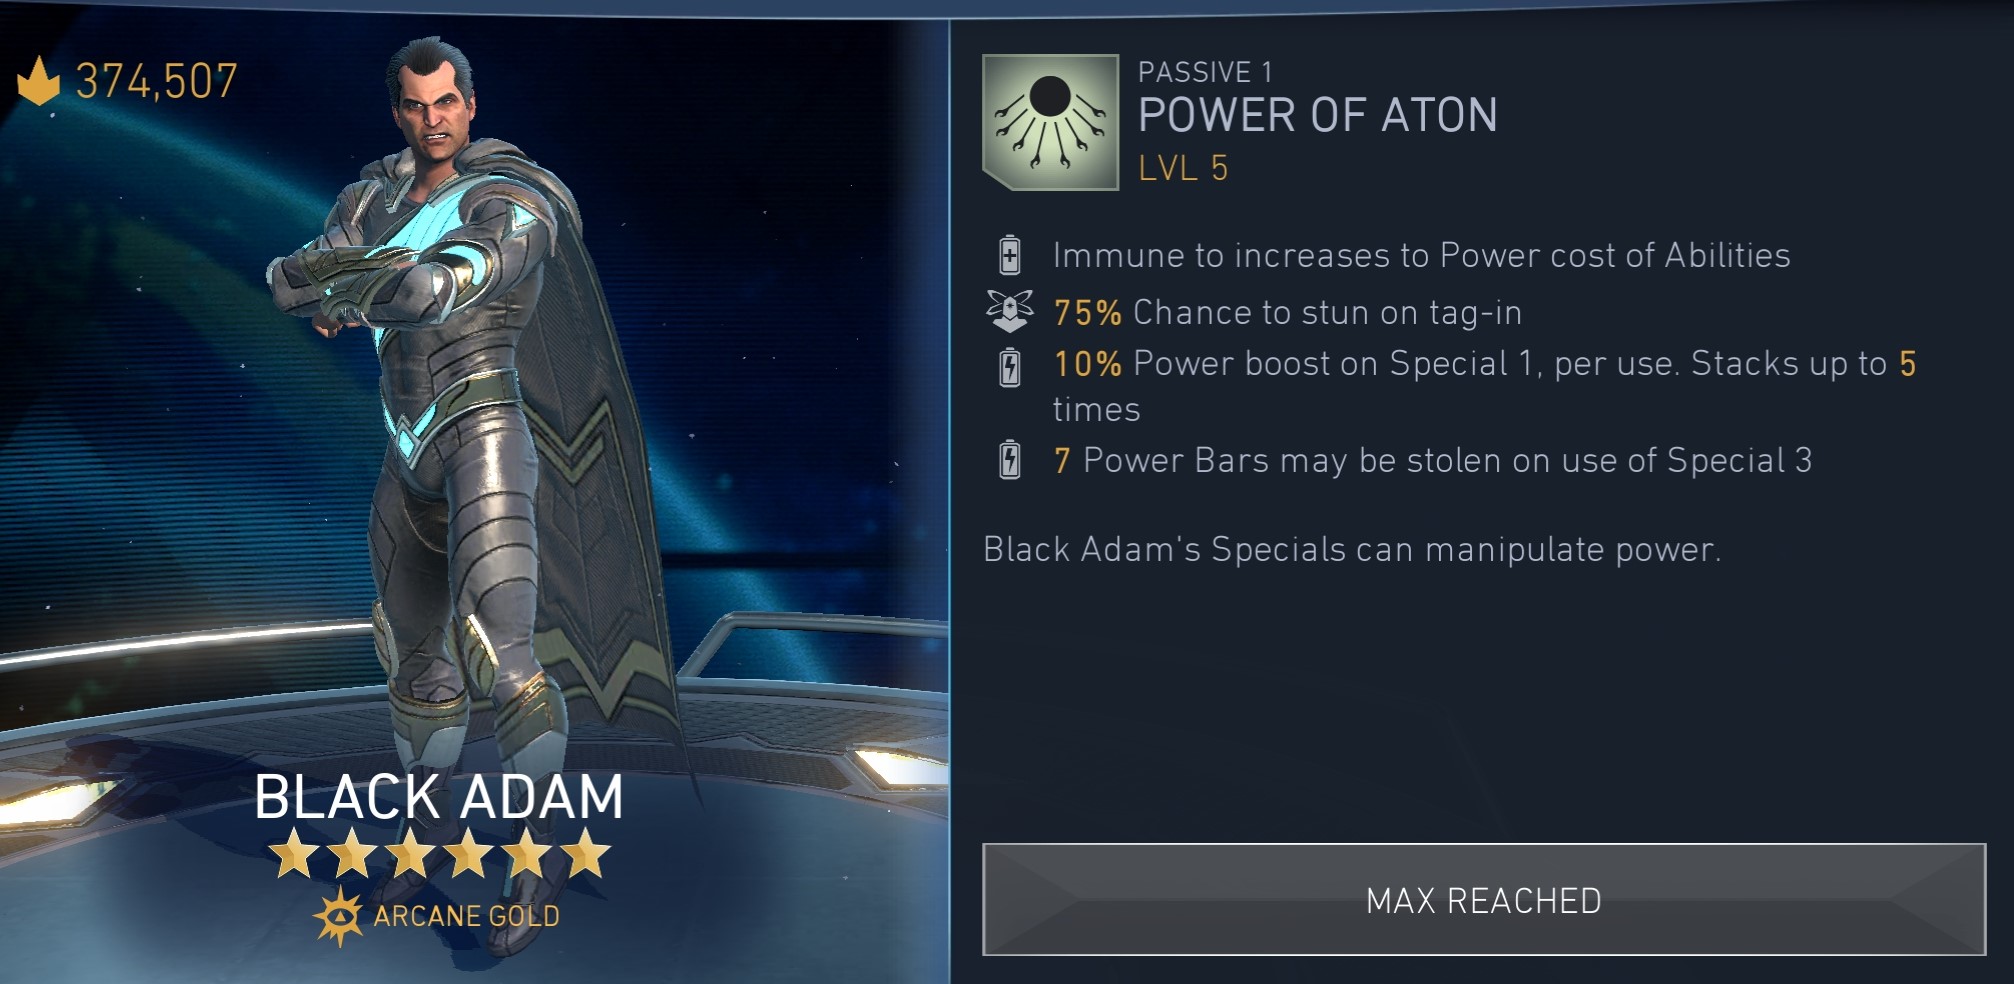 374,507
BLACK ADAM
ARCANE GOLD
PASSIVE 1
POWER OF ATON
LVL 5
Immune to increases to Power cost of Abilities
75% Chance to stun on tag-in
10% Power boost on Special 1, per use. Stacks up to 5
times
7 Power Bars may be stolen on use of Special 3
Black Adam's Specials can manipulate power.
MAX REACHED